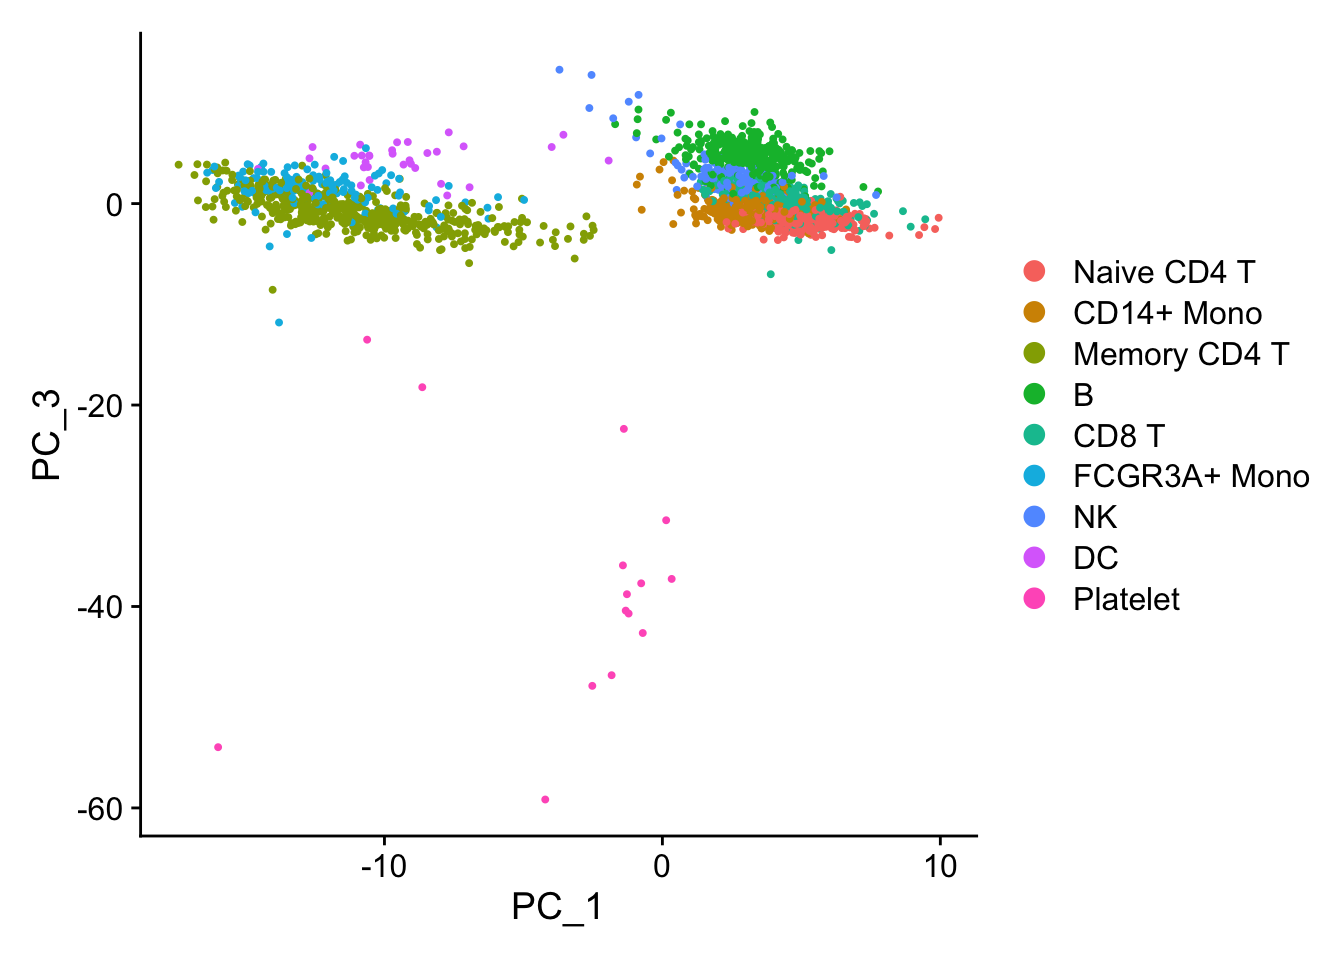 0
-20
-40
-60
-10
0
10
PC_1
PC_3
Naive CD4 T
CD14+ Mono
Memory CD4 T
B
CD8 T
FCGR3A+ Mono
NK
DC
Platelet